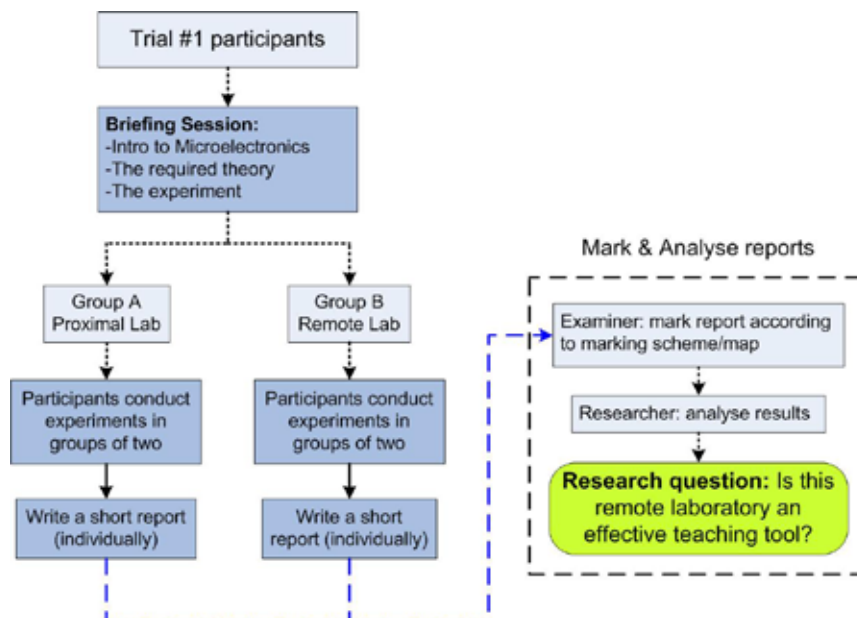 Trial #1 participants
Briefing Session:
-Intro to Microelectronics
-The required theory
-The experiment
Group A
Proximal Lab
Group B
Remote Lab
Participants conduct
experiments in
groups of two
Participants conduct
experiments in
groups of two
Write a short report
(individually)
Write a short
report (individually)
Mark & Analyse reports
Examiner: mark report according
to marking scheme/map
Researcher: analyse results
Research question: Is this
remote laboratory an
effective teaching tool?